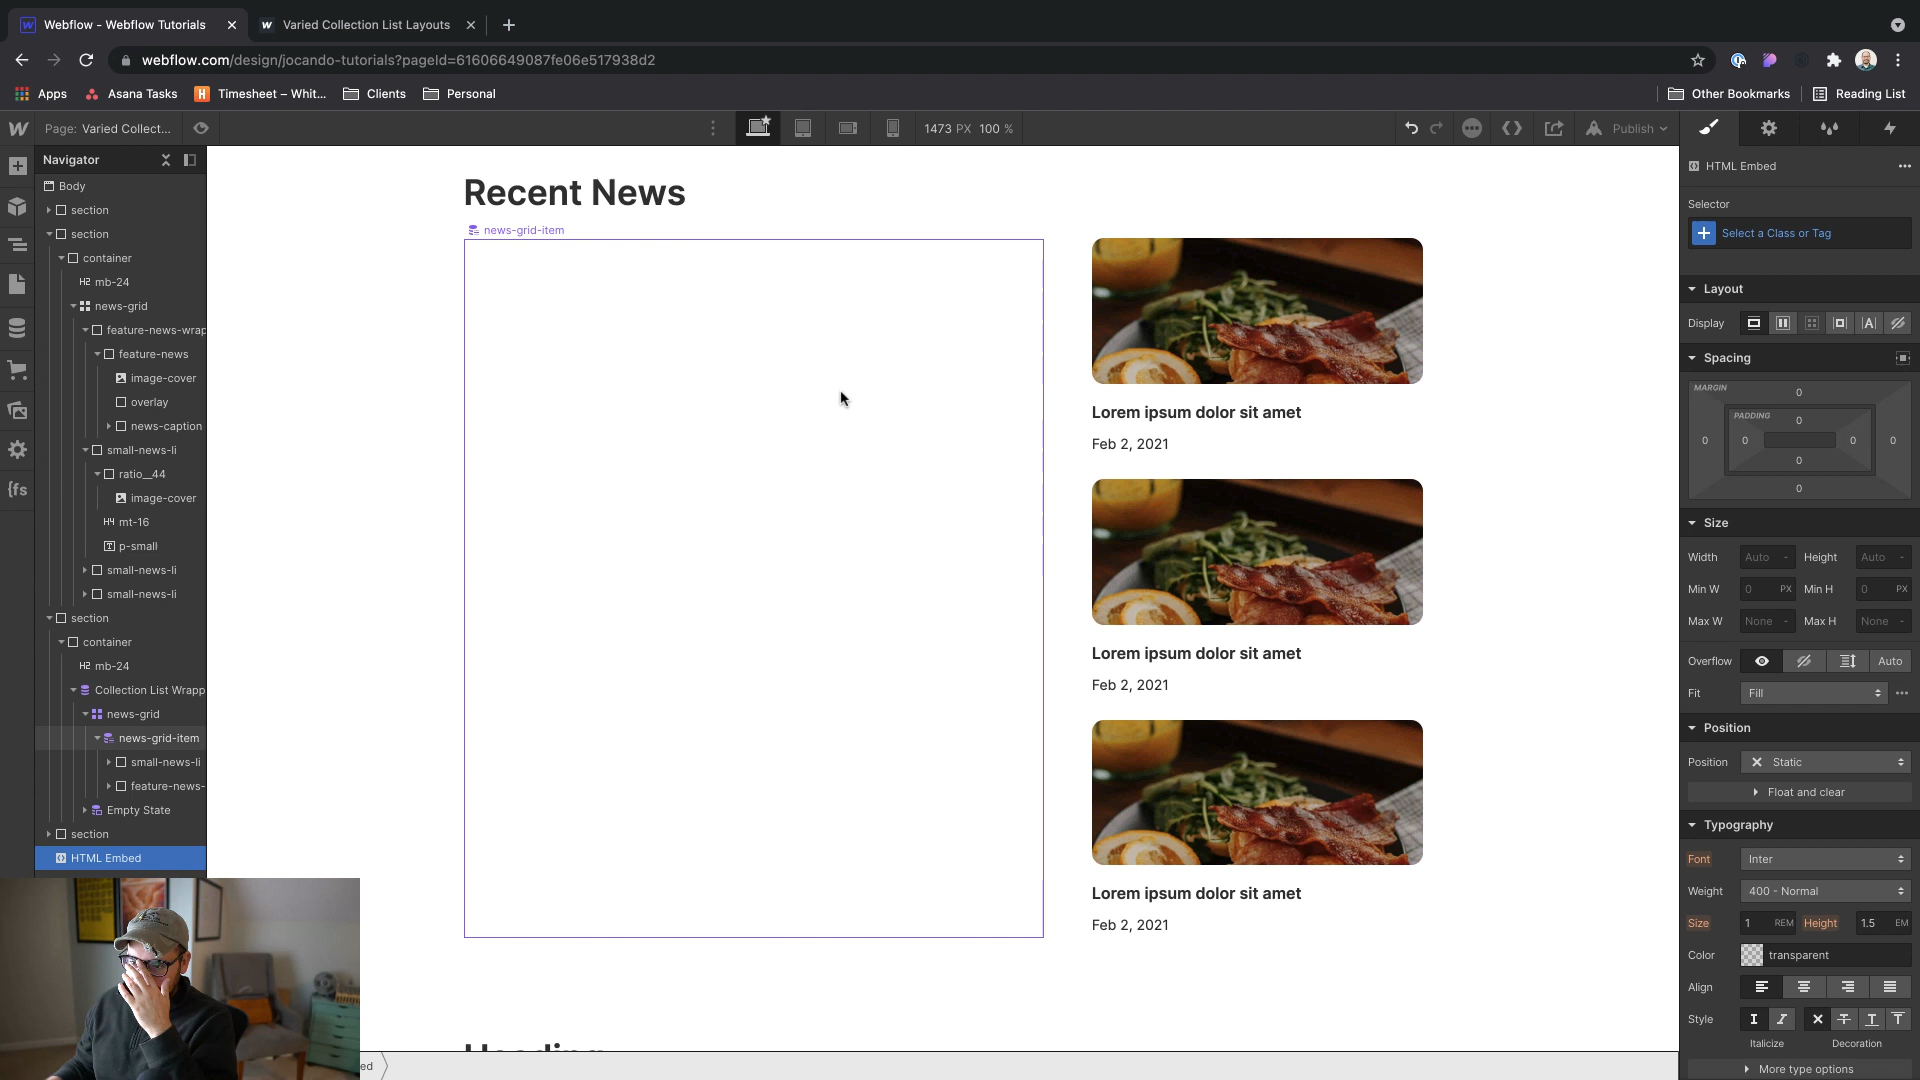 Webflow - Webflow Tutorials
Varied Collection List Layouts
webflow.com/design/jocando-tutorials?pageId=61606649087fe06e517938d2
Apps
Asana Tasks
Timesheet – Whit...
Clients
Personal
Other Bookmarks
Reading List
Page: Varied Collect...
1473 PX 100 %
Publish
Navigator
Body
section
section
container
H2 mb-24
news-grid
feature-news-wrap
feature-news
image-cover
overlay
news-caption
small-news-li
ratio__44
image-cover
H4 mt-16
p-small
small-news-li
small-news-li
section
container
H2 mb-24
Collection List Wrapp
news-grid
news-grid-item
small-news-li
feature-news-
Empty State
section
HTML Embed
Recent News
news-grid-item
Lorem ipsum dolor sit amet
Feb 2, 2021
Lorem ipsum dolor sit amet
Feb 2, 2021
Lorem ipsum dolor sit amet
Feb 2, 2021
ed
HTML Embed
Selector
Select a Class or Tag
Layout
Display
Spacing
MARGIN
0
PADDING
0
0 0 0 0
0
0
Size
Width Auto - Height Auto -
Min W 0 PX Min H 0 PX
Max W None - Max H None -
Overflow Auto
Fit Fill
Position
Position Static
Float and clear
Typography
Font Inter
Weight 400 - Normal
Size 1 REM Height 1.5 EM
Color transparent
Align
Style
Italicize Decoration
More type options